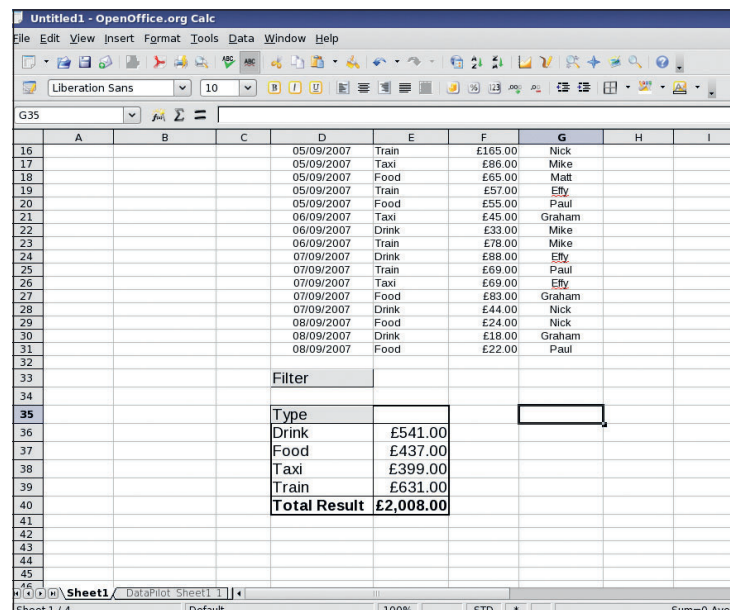 Untitled1 - OpenOffice.org Calc
File Edit View Insert Format Tools Data Window Help
Liberation Sans 10 B I U
G35 Σ =
A B C D E F G H I
16 05/09/2007 Train £165.00 Nick
17 05/09/2007 Taxi £86.00 Mike
18 05/09/2007 Food £65.00 Matt
19 05/09/2007 Train £57.00 Effy
20 05/09/2007 Food £55.00 Paul
21 06/09/2007 Taxi £45.00 Graham
22 06/09/2007 Drink £33.00 Mike
23 06/09/2007 Train £78.00 Mike
24 07/09/2007 Drink £88.00 Effy
25 07/09/2007 Train £69.00 Paul
26 07/09/2007 Taxi £69.00 Effy
27 07/09/2007 Food £83.00 Graham
28 07/09/2007 Drink £44.00 Nick
29 08/09/2007 Food £24.00 Nick
30 08/09/2007 Drink £18.00 Graham
31 08/09/2007 Food £22.00 Paul
32
33 Filter
34
35 Type
36 Drink £541.00
37 Food £437.00
38 Taxi £399.00
39 Train £631.00
40 Total Result £2,008.00
41
42
43
44
45
46
Sheet1 DataPilot_Sheet1_1
Sheet 1 / 4 Default 100% STD * Sum=0 Ave